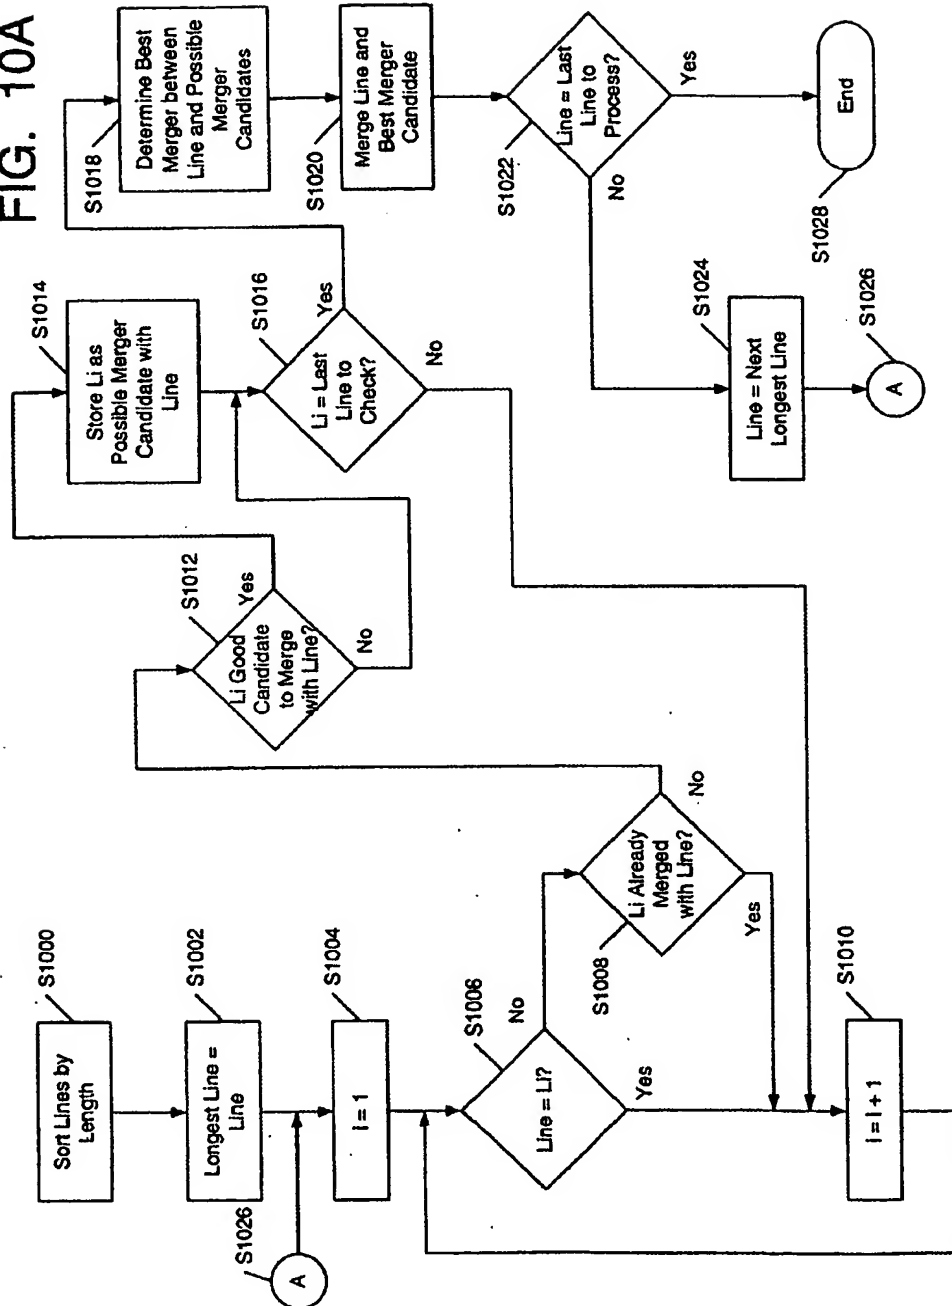 FIG. 10A
S1000
Sort Lines by
Length
S1002
Longest Line =
Line
S1026
A
S1004
i = 1
S1006
Line = Li?
No
Yes
S1008
Li Already
Merged
with Line?
No
Yes
S1010
i = i + 1
S1012
Li Good
Candidate
to Merge
with Line?
Yes
No
S1014
Store Li as
Possible Merger
Candidate with
Line
S1016
Li = Last
Line to
Check?
Yes
No
S1018
Determine Best
Merger between
Line and Possible
Merger
Candidates
S1020
Merge Line and
Best Merger
Candidate
S1022
Line = Last
Line to
Process?
No
Yes
S1024
Line = Next
Longest Line
S1026
A
S1028
End